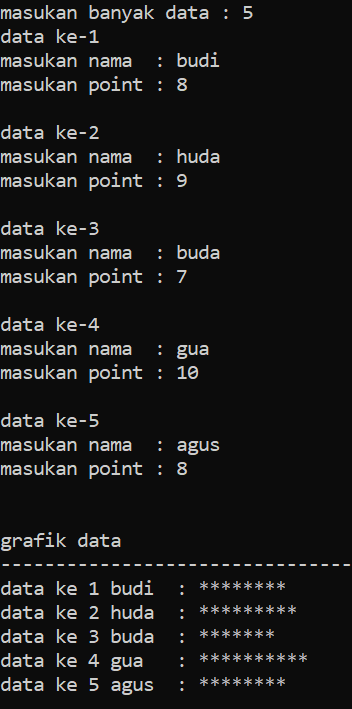 masukan banyak data : 5
data ke-1
masukan nama  : budi
masukan point : 8

data ke-2
masukan nama  : huda
masukan point : 9

data ke-3
masukan nama  : buda
masukan point : 7

data ke-4
masukan nama  : gua
masukan point : 10

data ke-5
masukan nama  : agus
masukan point : 8


grafik data
--------------------------------
data ke 1 budi  : ********
data ke 2 huda  : *********
data ke 3 buda  : *******
data ke 4 gua   : **********
data ke 5 agus  : ********